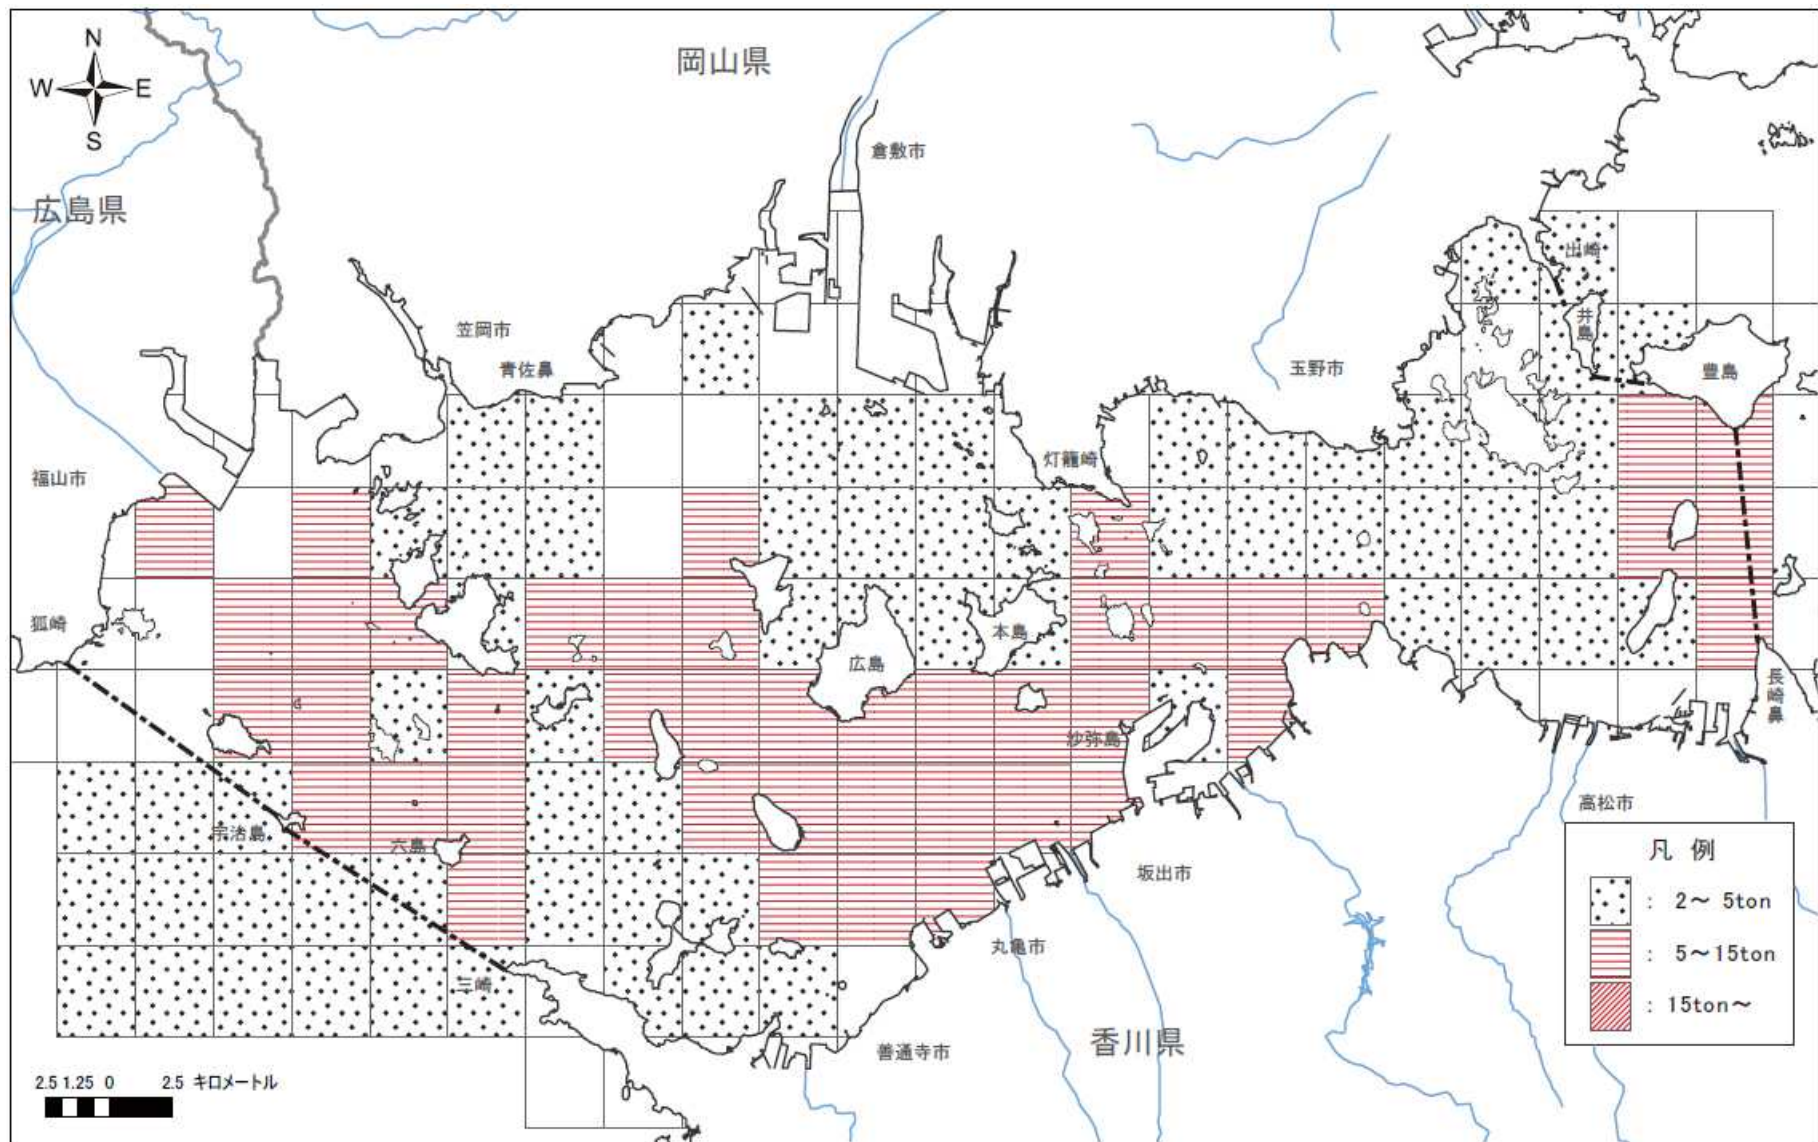 N
W E
S
岡山県
倉敷市
広島県
出崎
井島
笠岡市
青佐鼻
玉野市
豊島
灯籠崎
福山市
狐崎
本島
広島
長崎鼻
沙弥島
高松市
宇治島
六島
凡 例
坂出市
: 2～ 5ton
丸亀市
: 5～15ton
三崎
: 15ton～
香川県
善通寺市
2.5 1.25 0 2.5 キロメートル